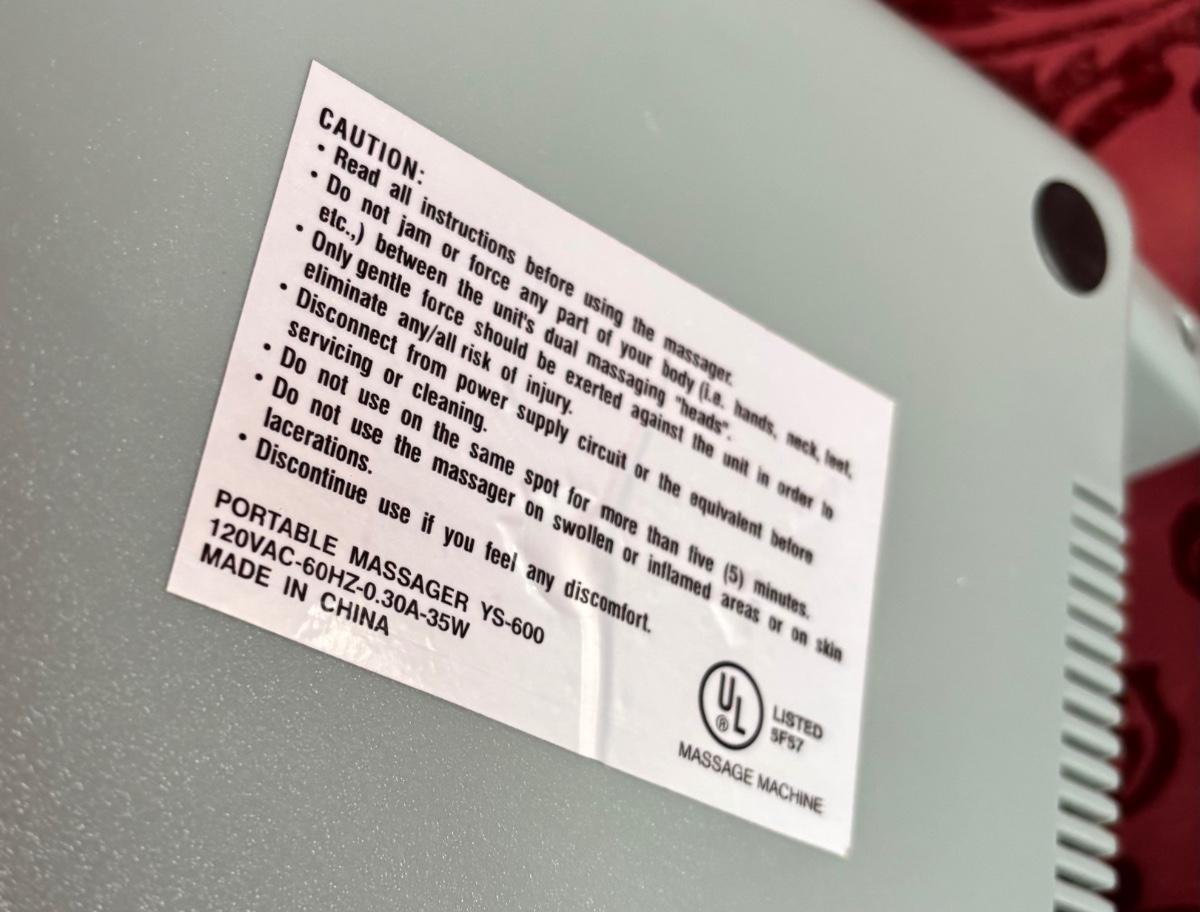 CAUTION:
• Read all instructions before using the massager.
• Do not jam or force any part of your body (i.e. hands, neck, feet,
etc.,) between the unit's dual massaging "heads".
• Only gentle force should be exerted against the unit in order to
eliminate any/all risk of injury.
• Disconnect from power supply circuit or the equivalent before
servicing or cleaning.
• Do not use on the same spot for more than five (5) minutes.
• Do not use the massager on swollen or inflamed areas or on skin
lacerations.
• Discontinue use if you feel any discomfort.
PORTABLE MASSAGER YS-600
120VAC-60HZ-0.30A-35W
MADE IN CHINA
UL ®
LISTED
5F57
MASSAGE MACHINE